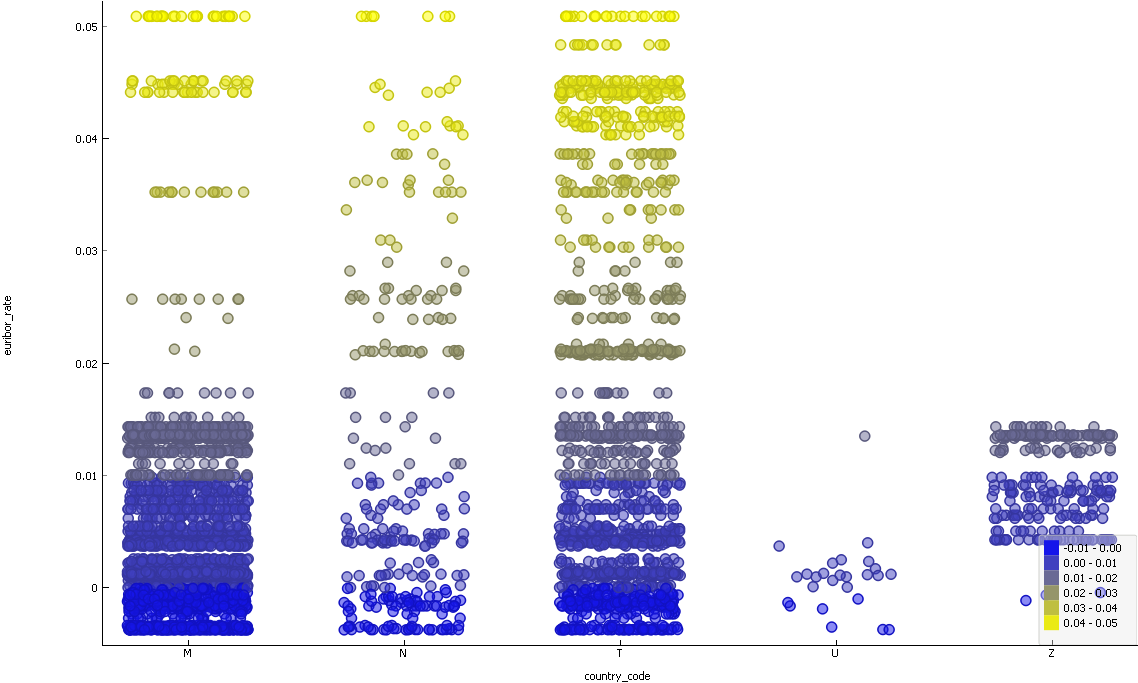 0.05
0.04
0.03
0.02
0.01
0
euribor_rate
M
N
T
U
Z
country_code
-0.01 - 0.00
0.00 - 0.01
0.01 - 0.02
0.02 - 0.03
0.03 - 0.04
0.04 - 0.05